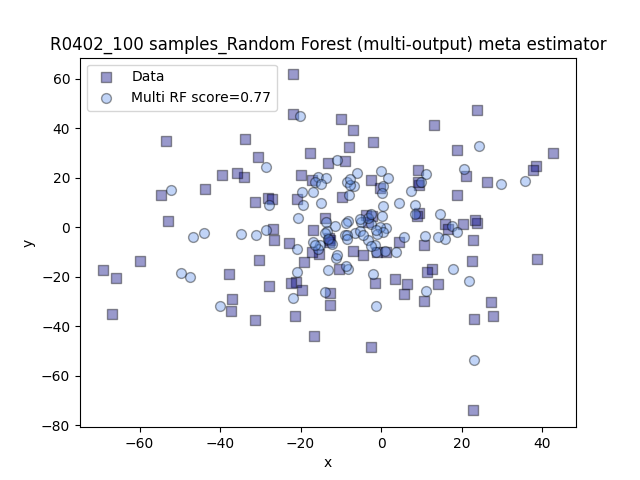 R0402_100 samples_Random Forest (multi-output) meta estimator
Data
Multi RF score=0.77
60
40
20
0
−20
−40
−60
−80
y
−60 −40 −20 0 20 40
x